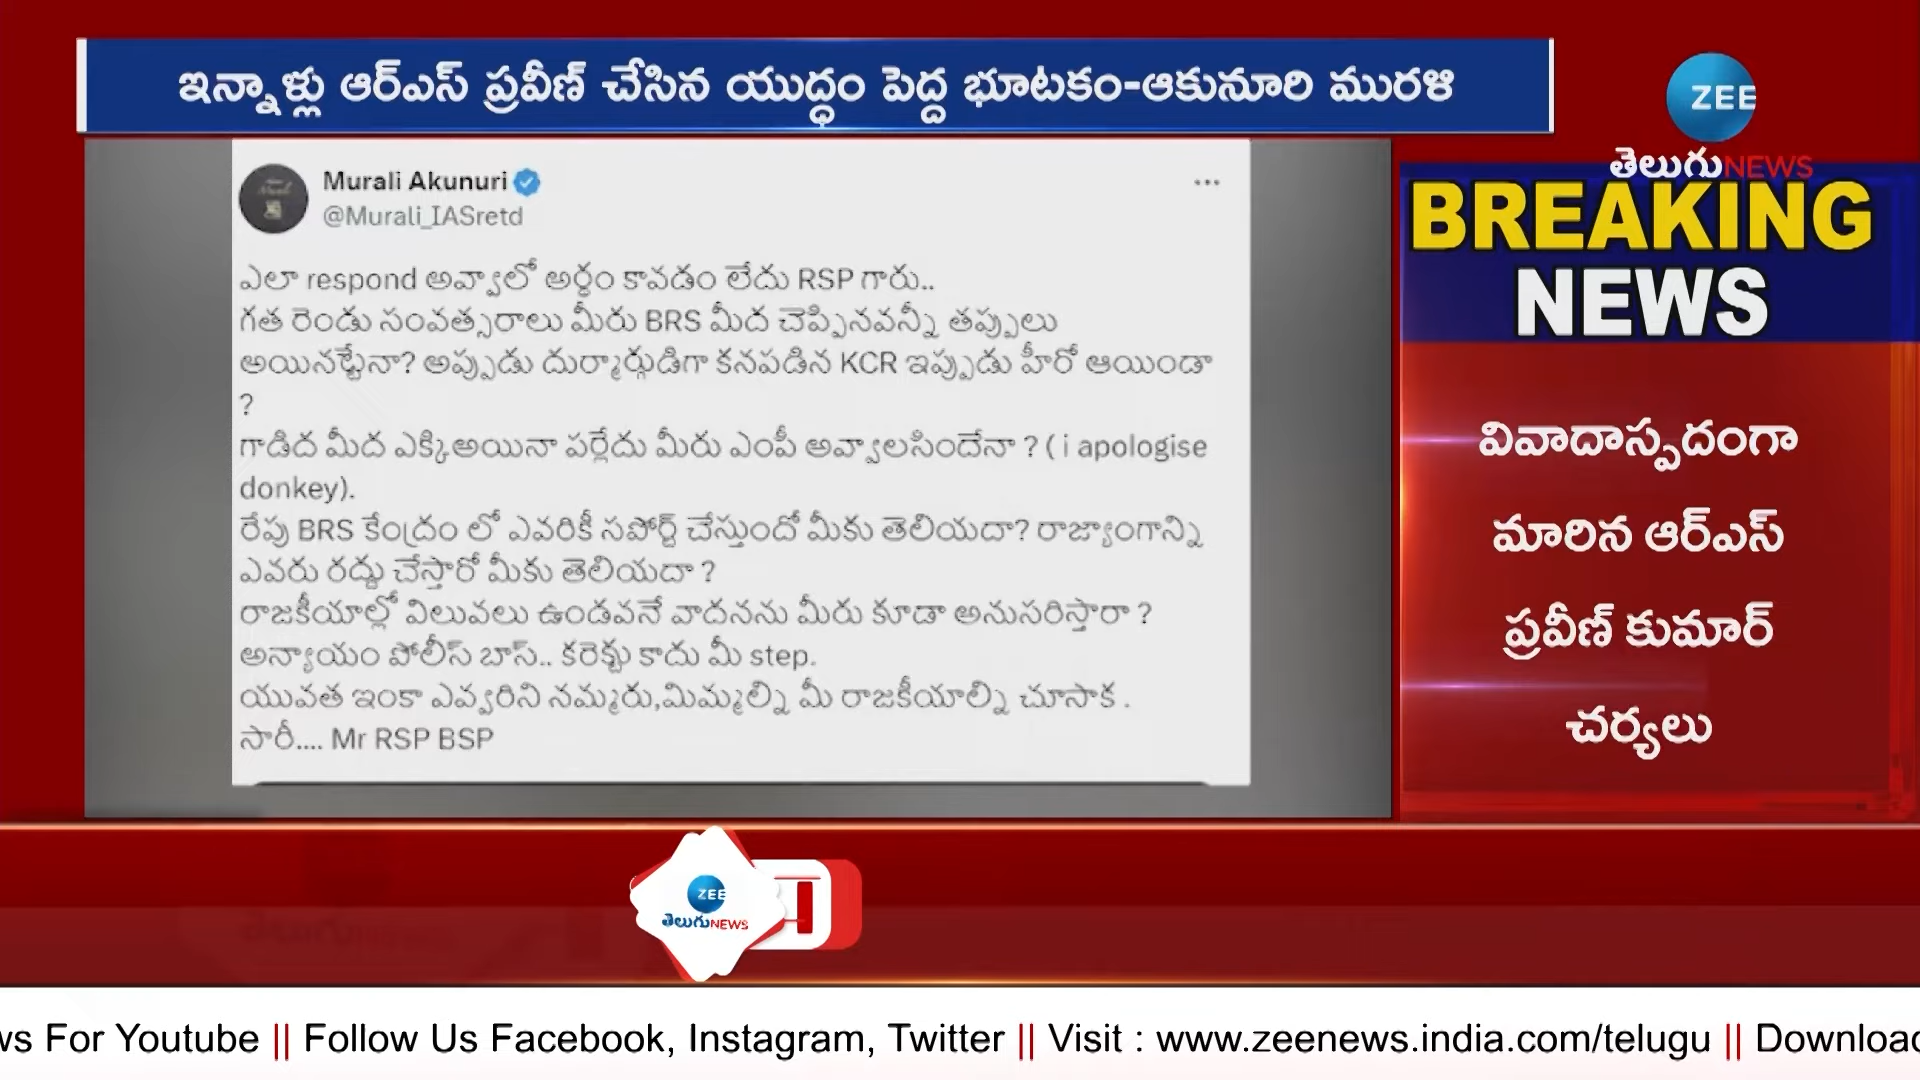 ఇన్నాళ్లు ఆర్ఎస్ ప్రవీణ్ చేసిన యుద్ధం పెద్ద భూటకం-ఆకునూరి మురళి
ZEE
తెలుగు NEWS
BREAKING
NEWS
Murali Akunuri
@Murali_IASretd
ఎలా respond అవ్వాలో అర్థం కావడం లేదు RSP గారు..
గత రెండు సంవత్సరాలు మీరు BRS మీద చెప్పినవన్నీ తప్పులు
అయినట్టేనా? అప్పుడు దుర్మార్గుడిగా కనపడిన KCR ఇప్పుడు హీరో ఆయిండా
?
గాడిద మీద ఎక్కిఅయినా పర్లేదు మీరు ఎంపీ అవ్వాలసిందేనా ? ( i apologise
donkey).
రేపు BRS కేంద్రం లో ఎవరికీ సపోర్ట్ చేస్తుందో మీకు తెలియదా? రాజ్యాంగాన్ని
ఎవరు రద్దు చేస్తారో మీకు తెలియదా ?
రాజకీయాల్లో విలువలు ఉండవనే వాదనను మీరు కూడా అనుసరిస్తారా ?
అన్యాయం పోలీస్ బాస్.. కరెక్టు కాదు మీ step.
యువత ఇంకా ఎవ్వరిని నమ్మరు,మిమ్మల్ని మీ రాజకీయాల్ని చూసాక .
సారీ.... Mr RSP BSP
వివాదాస్పదంగా
మారిన ఆర్ఎస్
ప్రవీణ్ కుమార్
చర్యలు
ZEE
తెలుగు NEWS
ws For Youtube || Follow Us Facebook, Instagram, Twitter || Visit : www.zeenews.india.com/telugu || Download